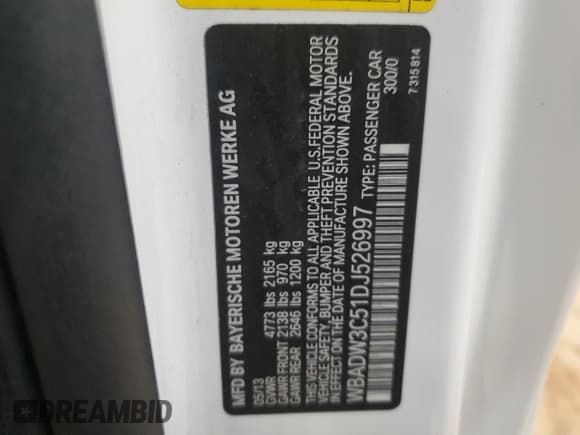 MFD BY BAYERISCHE MOTOREN WERKE AG
05/13
GVWR 4773 lbs 2165 kg
GAWR FRONT 2138 lbs 970 kg
GAWR REAR 2646 lbs 1200 kg
THIS VEHICLE CONFORMS TO ALL APPLICABLE U.S. FEDERAL MOTOR
VEHICLE SAFETY, BUMPER AND THEFT PREVENTION STANDARDS
IN EFFECT ON THE DATE OF MANUFACTURE SHOWN ABOVE.
WBADW3C51DJ526997 TYPE: PASSENGER CAR
300/0
7 315 814
DREAMBID